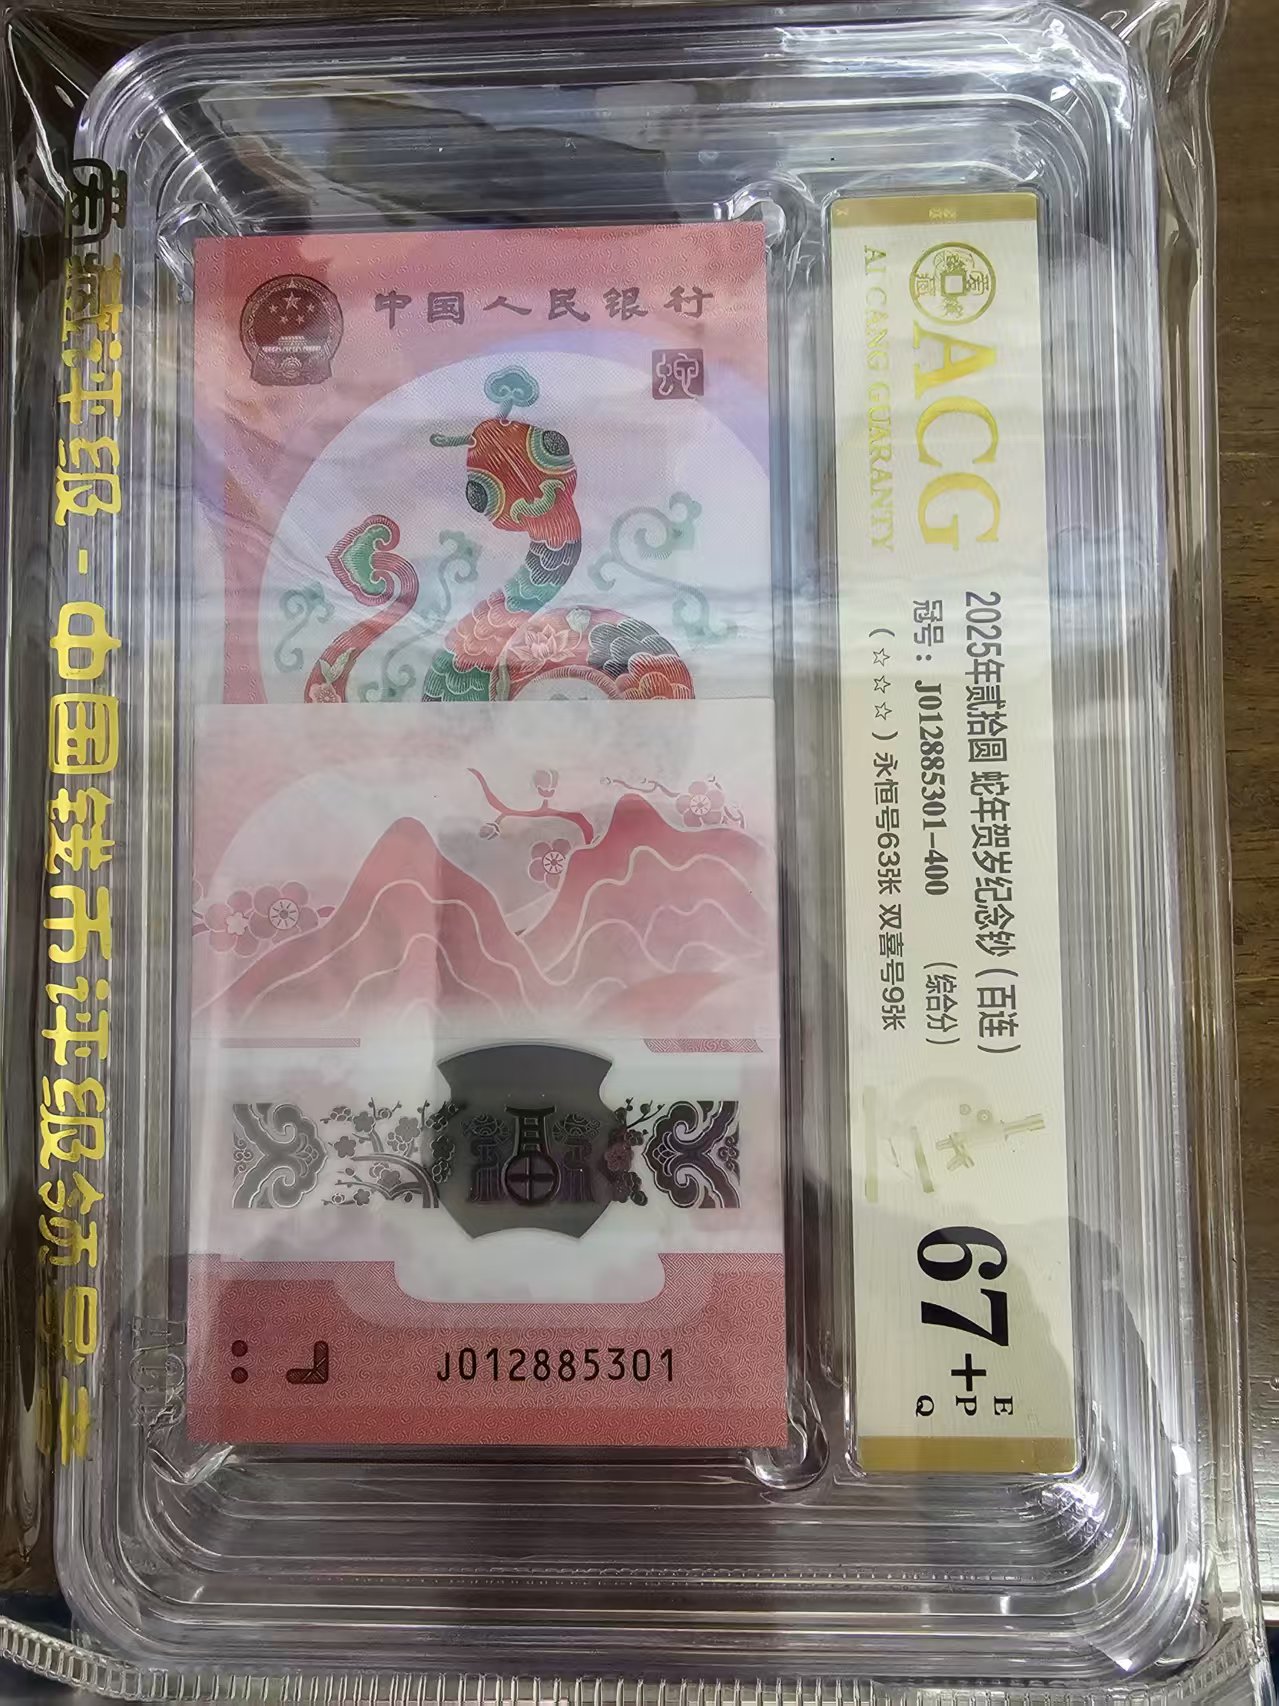 中国人民银行
蛇
J012885301
ACG
AI CANG GUARANTY
2025年贰拾圆 蛇年贺岁纪念钞（百连）
冠号：J012885301-400 （综合分）
（☆☆☆）永恒号63张 双喜号9张
67+
E
P
Q
爱藏评级-中国钱币评级领导